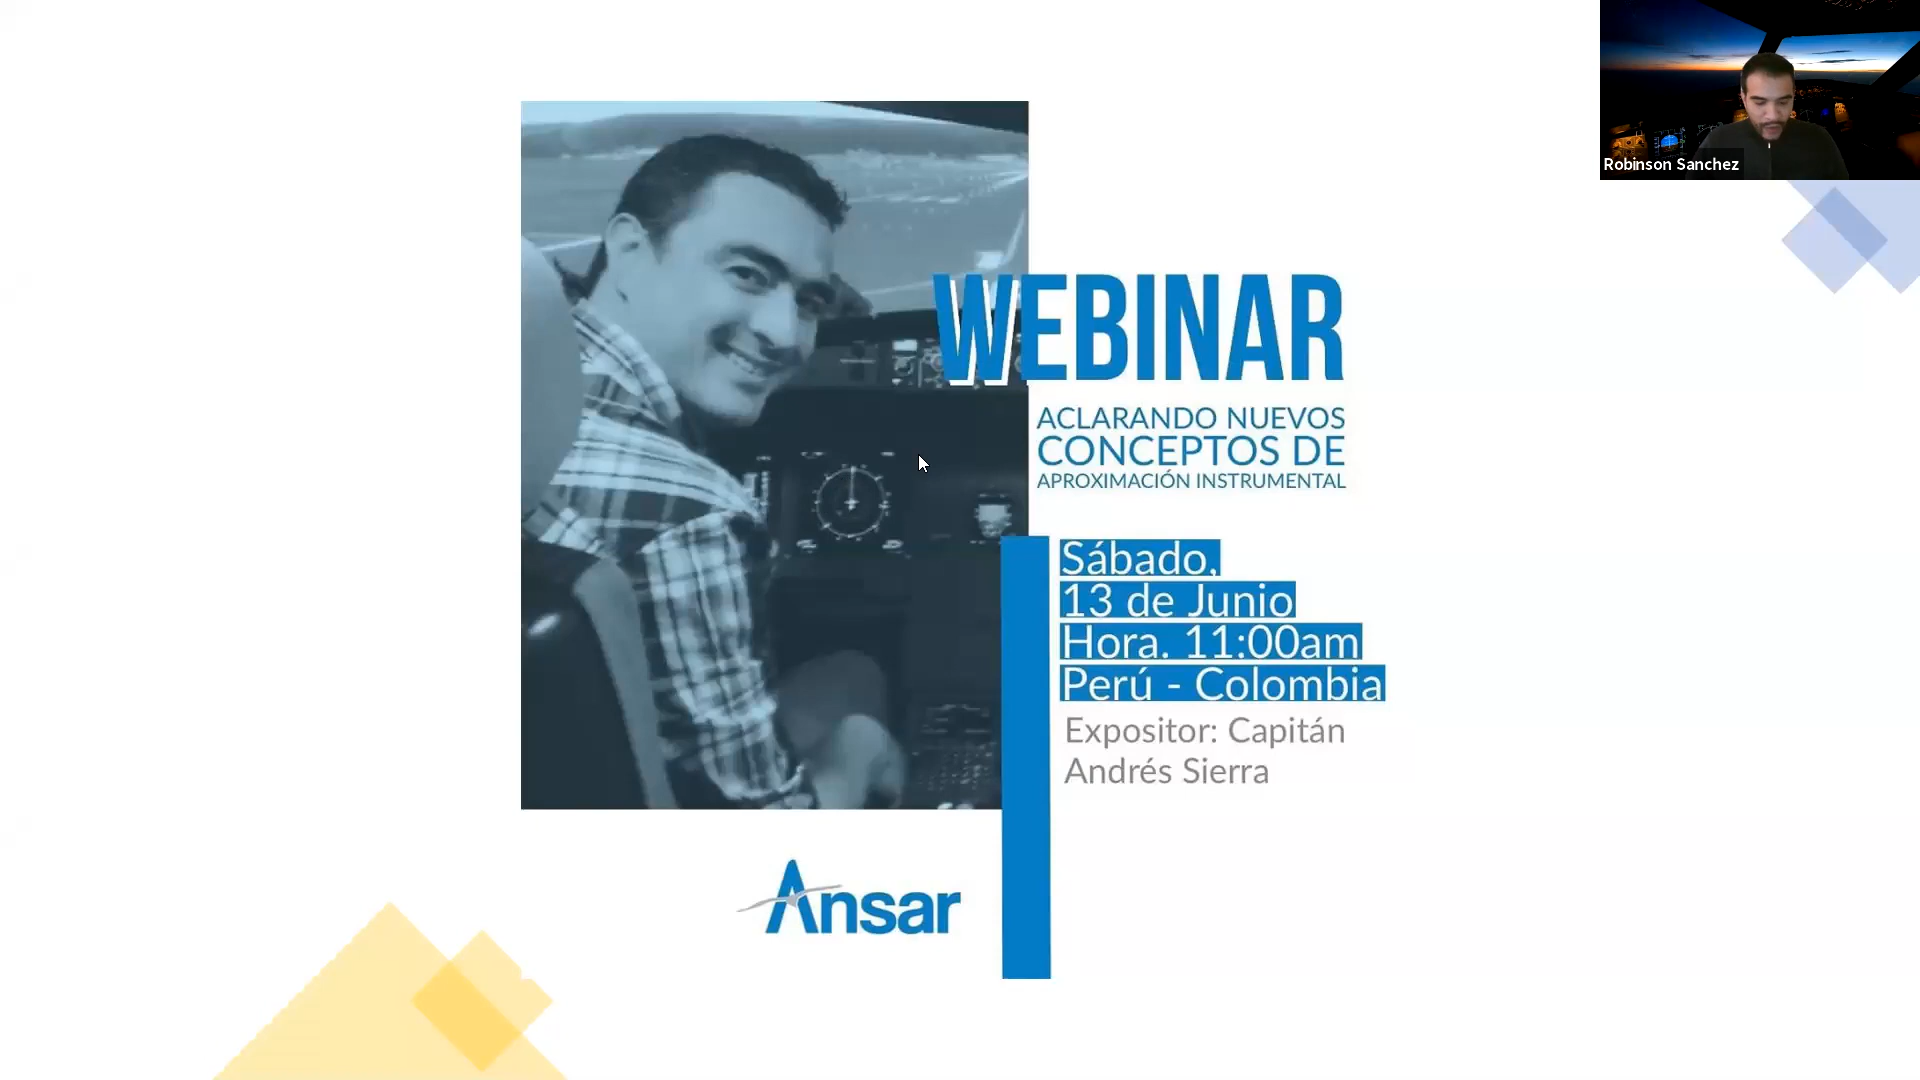 Robinson Sanchez
WEBINAR
ACLARANDO NUEVOS
CONCEPTOS DE
APROXIMACIÓN INSTRUMENTAL
Sábado,
13 de Junio
Hora. 11:00am
Perú - Colombia
Expositor: Capitán
Andrés Sierra
Ansar